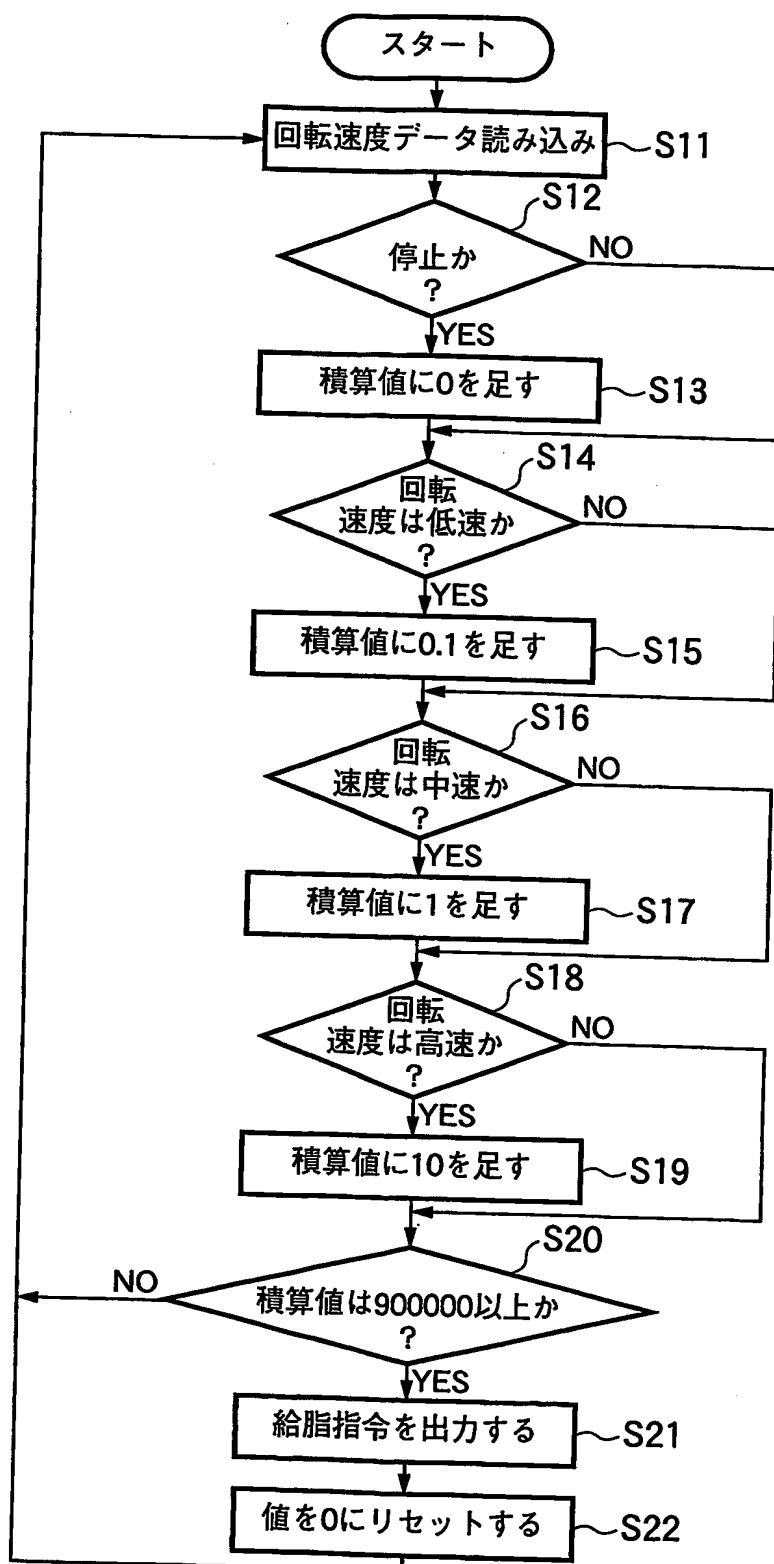 スタート
回転速度データ読み込み
S11
S12
停止か
?
NO
YES
積算値に0を足す
S13
S14
回転
速度は低速か
?
NO
YES
積算値に0.1を足す
S15
S16
回転
速度は中速か
?
NO
YES
積算値に1を足す
S17
S18
回転
速度は高速か
?
NO
YES
積算値に10を足す
S19
S20
NO
積算値は900000以上か
?
YES
給脂指令を出力する
S21
値を0にリセットする
S22